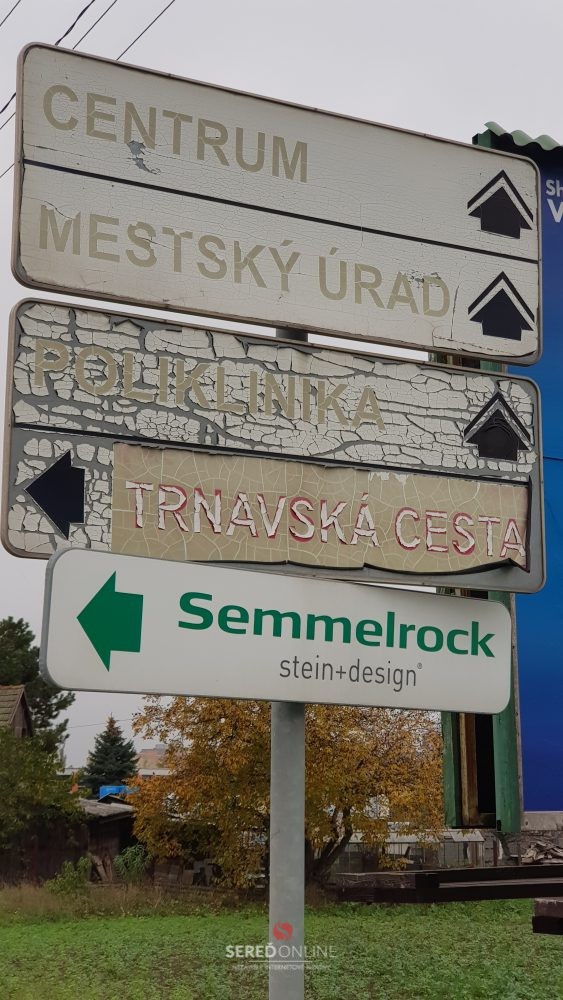 CENTRUM
MESTSKÝ ÚRAD
POLIKLINIKA
TRNAVSKÁ CESTA
Semmelrock
stein+design®
SEREĎONLINE